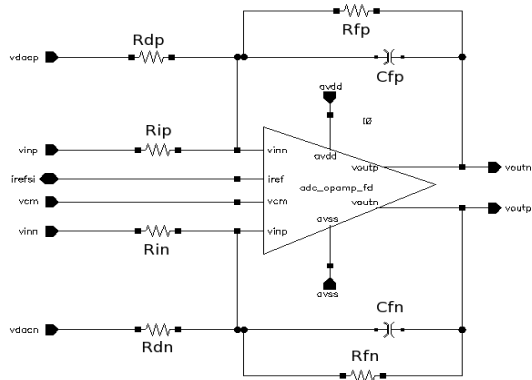 Rfp
Rdp
vdacp
Cfp
avdd
I0
Rip
vinp
vinn
avdd
voutp
voutn
irefsi
iref
adc_opamp_fd
vcm
vcm
voutn
voutp
vinn
vinp
avss
Rin
avss
Cfn
vdacn
Rdn
Rfn